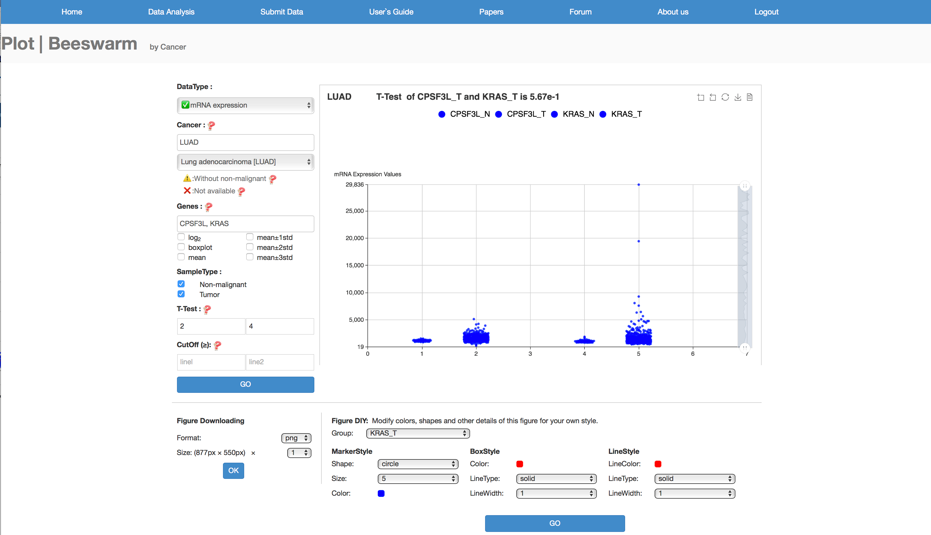 Home Data Analysis Submit Data User's Guide Papers Forum About us Logout
Plot | Beeswarm by Cancer
DataType :
mRNA expression
Cancer :
LUAD
Lung adenocarcinoma [LUAD]
:Without non-malignant
:Not available
Genes :
CPSF3L, KRAS
log2 mean±1std
boxplot mean±2std
mean mean±3std
SampleType :
Non-malignant
Tumor
T-Test :
2 4
CutOff (≥):
line1 line2
GO
LUAD T-Test of CPSF3L_T and KRAS_T is 5.67e-1
CPSF3L_N CPSF3L_T KRAS_N KRAS_T
mRNA Expression Values
29,836
25,000
20,000
15,000
10,000
5,000
19
0 1 2 3 4 5 6 7
Figure Downloading
Format: png
Size: (877px × 550px) × 1
OK
Figure DIY: Modify colors, shapes and other details of this figure for your own style.
Group: KRAS_T
MarkerStyle BoxStyle LineStyle
Shape: circle Color: LineColor:
Size: 5 LineType: solid LineType: solid
Color: LineWidth: 1 LineWidth: 1
GO